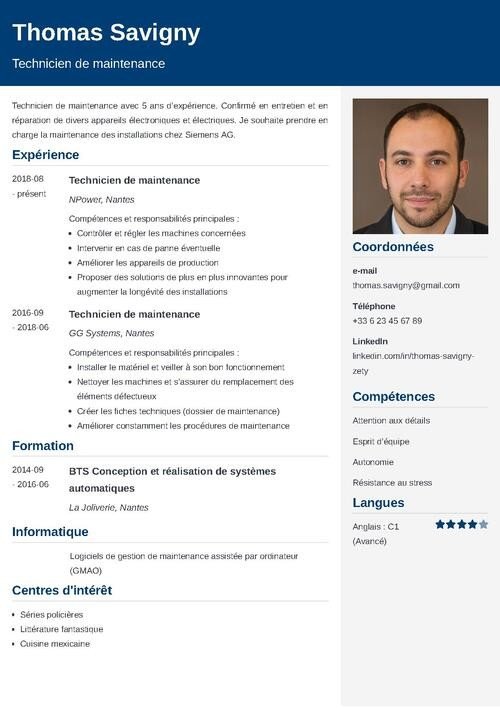 Thomas Savigny
Technicien de maintenance
Technicien de maintenance avec 5 ans d'expérience. Confirmé en entretien et en
réparation de divers appareils électroniques et électriques. Je souhaite prendre en
charge la maintenance des installations chez Siemens AG.
Expérience
2018-08
- présent
Technicien de maintenance
NPower, Nantes
Compétences et responsabilités principales :
• Contrôler et régler les machines concernées
• Intervenir en cas de panne éventuelle
• Améliorer les appareils de production
• Proposer des solutions de plus en plus innovantes pour
augmenter la longévité des installations
2016-09
- 2018-06
Technicien de maintenance
GG Systems, Nantes
Compétences et responsabilités principales :
• Installer le matériel et veiller à son bon fonctionnement
• Nettoyer les machines et s'assurer du remplacement des
éléments défectueux
• Créer les fiches techniques (dossier de maintenance)
• Améliorer constamment les procédures de maintenance
Formation
2014-09
- 2016-06
BTS Conception et réalisation de systèmes
automatiques
La Joliverie, Nantes
Informatique
Logiciels de gestion de maintenance assistée par ordinateur
(GMAO)
Centres d'intérêt
• Séries policières
• Littérature fantastique
• Cuisine mexicaine
Coordonnées
e-mail
thomas.savigny@gmail.com
Téléphone
+33 6 23 45 67 89
LinkedIn
linkedin.com/in/thomas-savigny-
zety
Compétences
Attention aux détails
Esprit d'équipe
Autonomie
Résistance au stress
Langues
Anglais : C1
(Avancé)